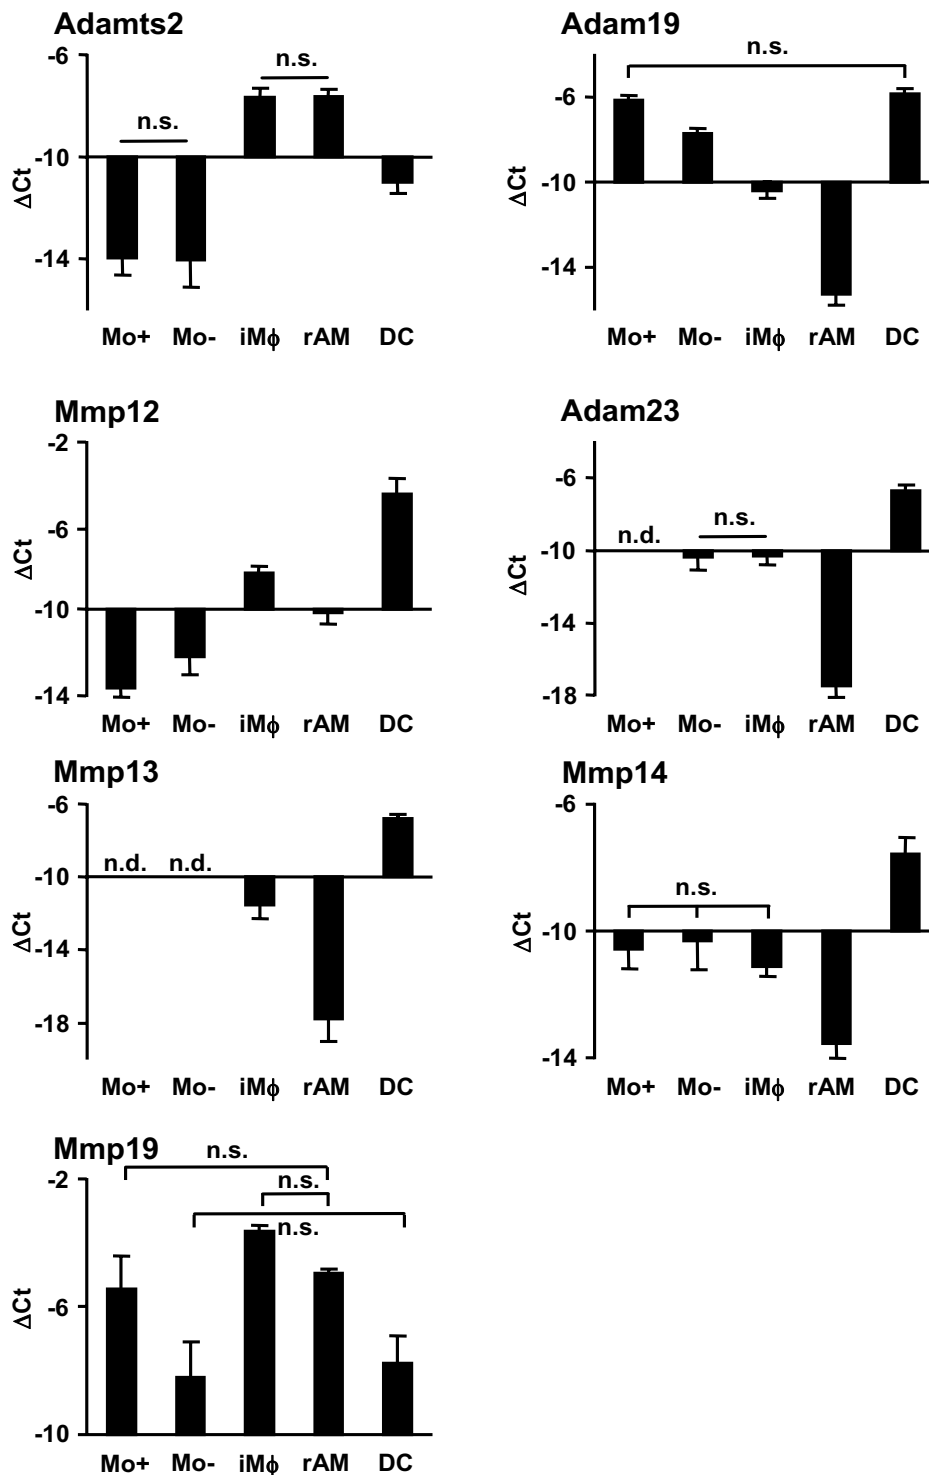 Adamts2
-6
n.s.
n.s.
-10
ΔCt
-14
Mo+ Mo- iMϕ rAM DC
Adam19
n.s.
-6
-10
ΔCt
-14
Mo+ Mo- iMϕ rAM DC
Mmp12
-2
-6
ΔCt
-10
-14
Mo+ Mo- iMϕ rAM DC
Adam23
-6
n.s.
n.d.
-10
ΔCt
-14
-18
Mo+ Mo- iMϕ rAM DC
Mmp13
-6
n.d. n.d.
-10
ΔCt
-14
-18
Mo+ Mo- iMϕ rAM DC
Mmp14
-6
n.s.
-10
ΔCt
-14
Mo+ Mo- iMϕ rAM DC
Mmp19
n.s.
-2
n.s.
n.s.
ΔCt
-6
-10
Mo+ Mo- iMϕ rAM DC